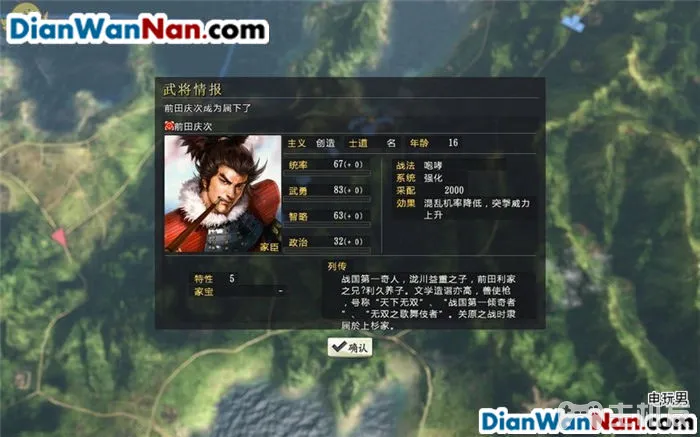 DianWanNan.com
武将情报
前田庆次成为属下了
前田庆次
主义 创造 士道 名 年龄 16
统率 67(+ 0)
武勇 83(+ 0)
智略 63(+ 0)
政治 32(+ 0)
家臣
战法 咆哮
系统 强化
采配 2000
効果 混乱机率降低，突撃威力
上升
特性 5
家宝 -
列传
战国第一奇人，泷川益重之子，前田利家
之兄?利久养子。文学造诣亦高，善使枪
，号称“天下无双”、“战国第一倾奇者
”、“无双之歌舞伎者”。关原之战时隶
属於上杉家。
确认
电玩男
DianWanNan.com